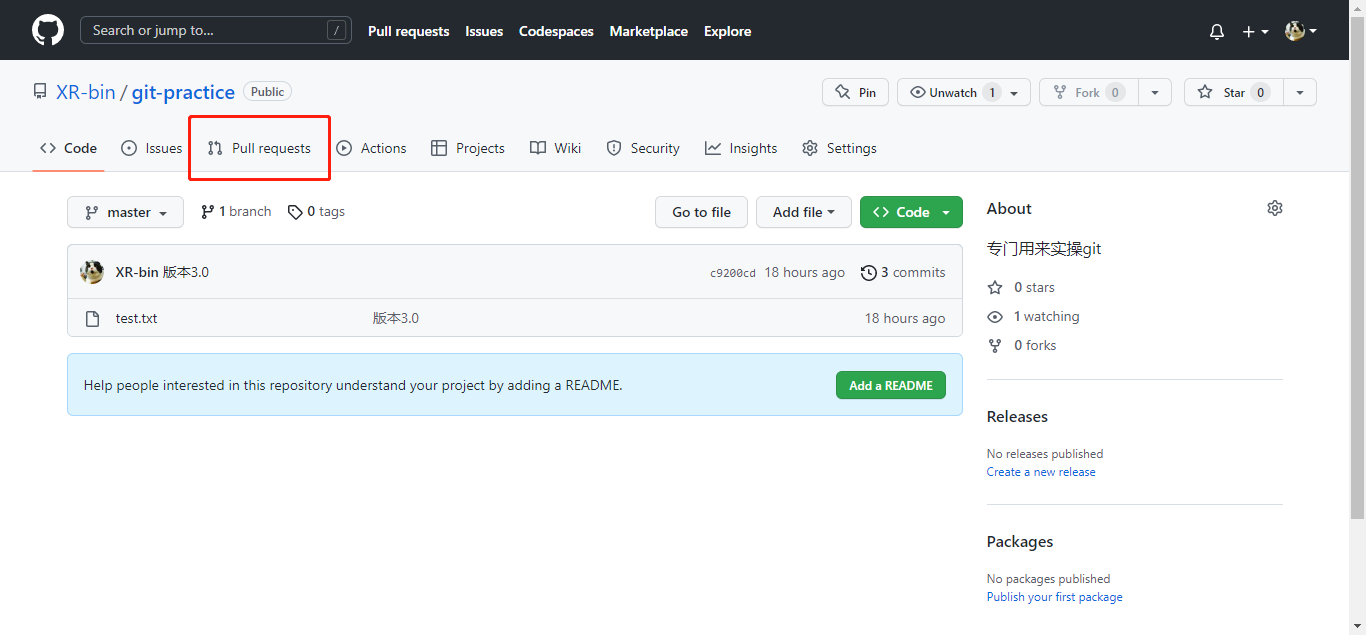 Search or jump to... / Pull requests Issues Codespaces Marketplace Explore
XR-bin / git-practice Public Pin Unwatch 1 Fork 0 Star 0
Code Issues Pull requests Actions Projects Wiki Security Insights Settings
master 1 branch 0 tags Go to file Add file Code
XR-bin 版本3.0 c9200cd 18 hours ago 3 commits
test.txt 版本3.0 18 hours ago
Help people interested in this repository understand your project by adding a README. Add a README
About
专门用来实操git
0 stars
1 watching
0 forks
Releases
No releases published
Create a new release
Packages
No packages published
Publish your first package